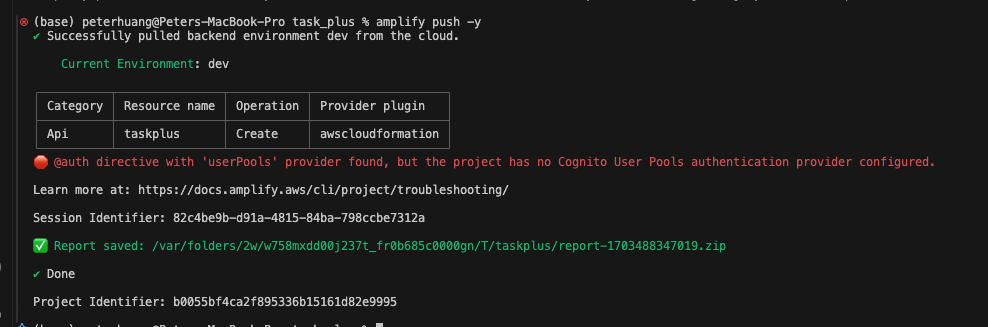 (base) peterhuang@Peters-MacBook-Pro task_plus % amplify push -y
✔ Successfully pulled backend environment dev from the cloud.
Current Environment: dev
Category Resource name Operation Provider plugin
Api taskplus Create awscloudformation
🛑 @auth directive with 'userPools' provider found, but the project has no Cognito User Pools authentication provider configured.
Learn more at: https://docs.amplify.aws/cli/project/troubleshooting/
Session Identifier: 82c4be9b-d91a-4815-84ba-798ccbe7312a
✅ Report saved: /var/folders/2w/w758mxdd00j237t_fr0b685c0000gn/T/taskplus/report-1703488347019.zip
✔ Done
Project Identifier: b0055bf4ca2f895336b15161d82e9995